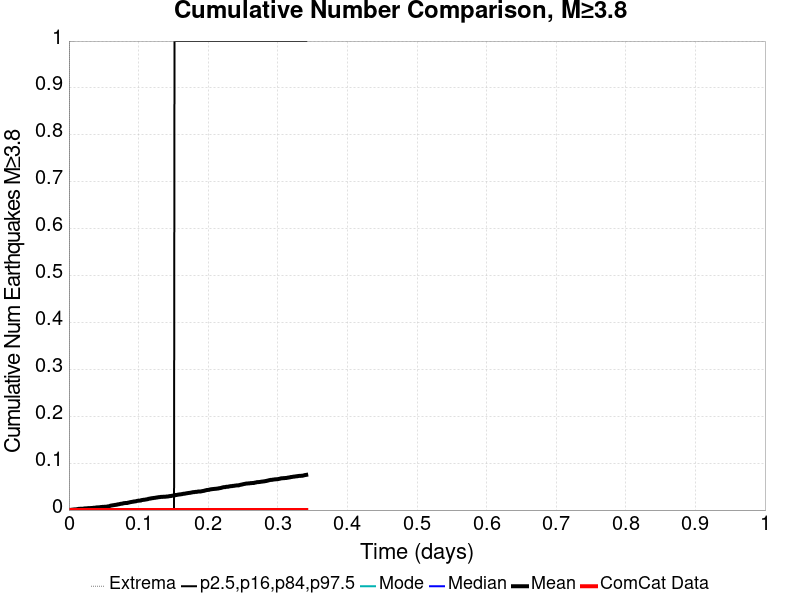 Cumulative Number Comparison, M≥3.8
Cumulative Num Earthquakes M≥3.8
1
0.9
0.8
0.7
0.6
0.5
0.4
0.3
0.2
0.1
0
0 0.1 0.2 0.3 0.4 0.5 0.6 0.7 0.8 0.9 1
Time (days)
Extrema p2.5,p16,p84,p97.5 Mode Median Mean ComCat Data